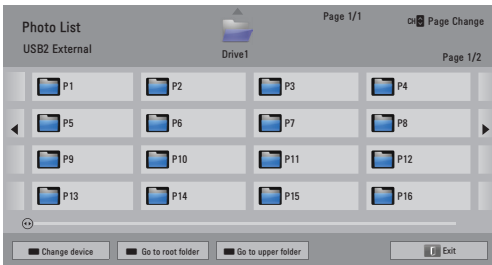 Photo List
Page 1/1
CH Page Change
USB2 External
Drive1
Page 1/2
P1 P2 P3 P4
P5 P6 P7 P8
P9 P10 P11 P12
P13 P14 P15 P16
Change device Go to root folder Go to upper folder Exit